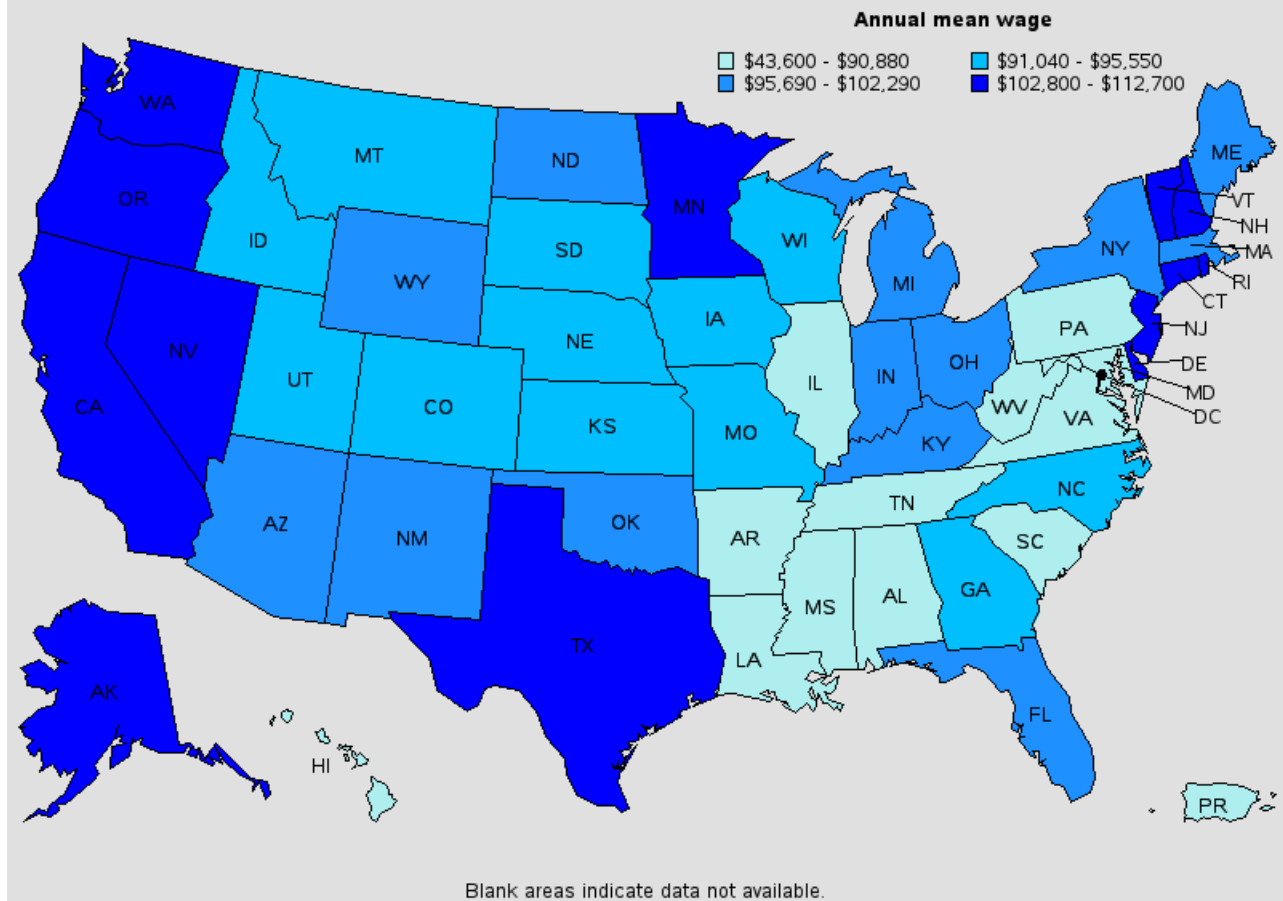 Annual mean wage
$43,600 - $90,880
$91,040 - $95,550
$95,690 - $102,290
$102,800 - $112,700
WA
MT
ND
ME
OR
MN
VT
ID
SD
WI
NH
NY
MA
WY
MI
RI
CT
IA
PA
NJ
NV
NE
OH
DE
UT
IL
IN
MD
CA
CO
WV
DC
KS
MO
VA
KY
NC
TN
AZ
OK
NM
AR
SC
MS
AL
GA
TX
LA
AK
FL
HI
PR
Blank areas indicate data not available.